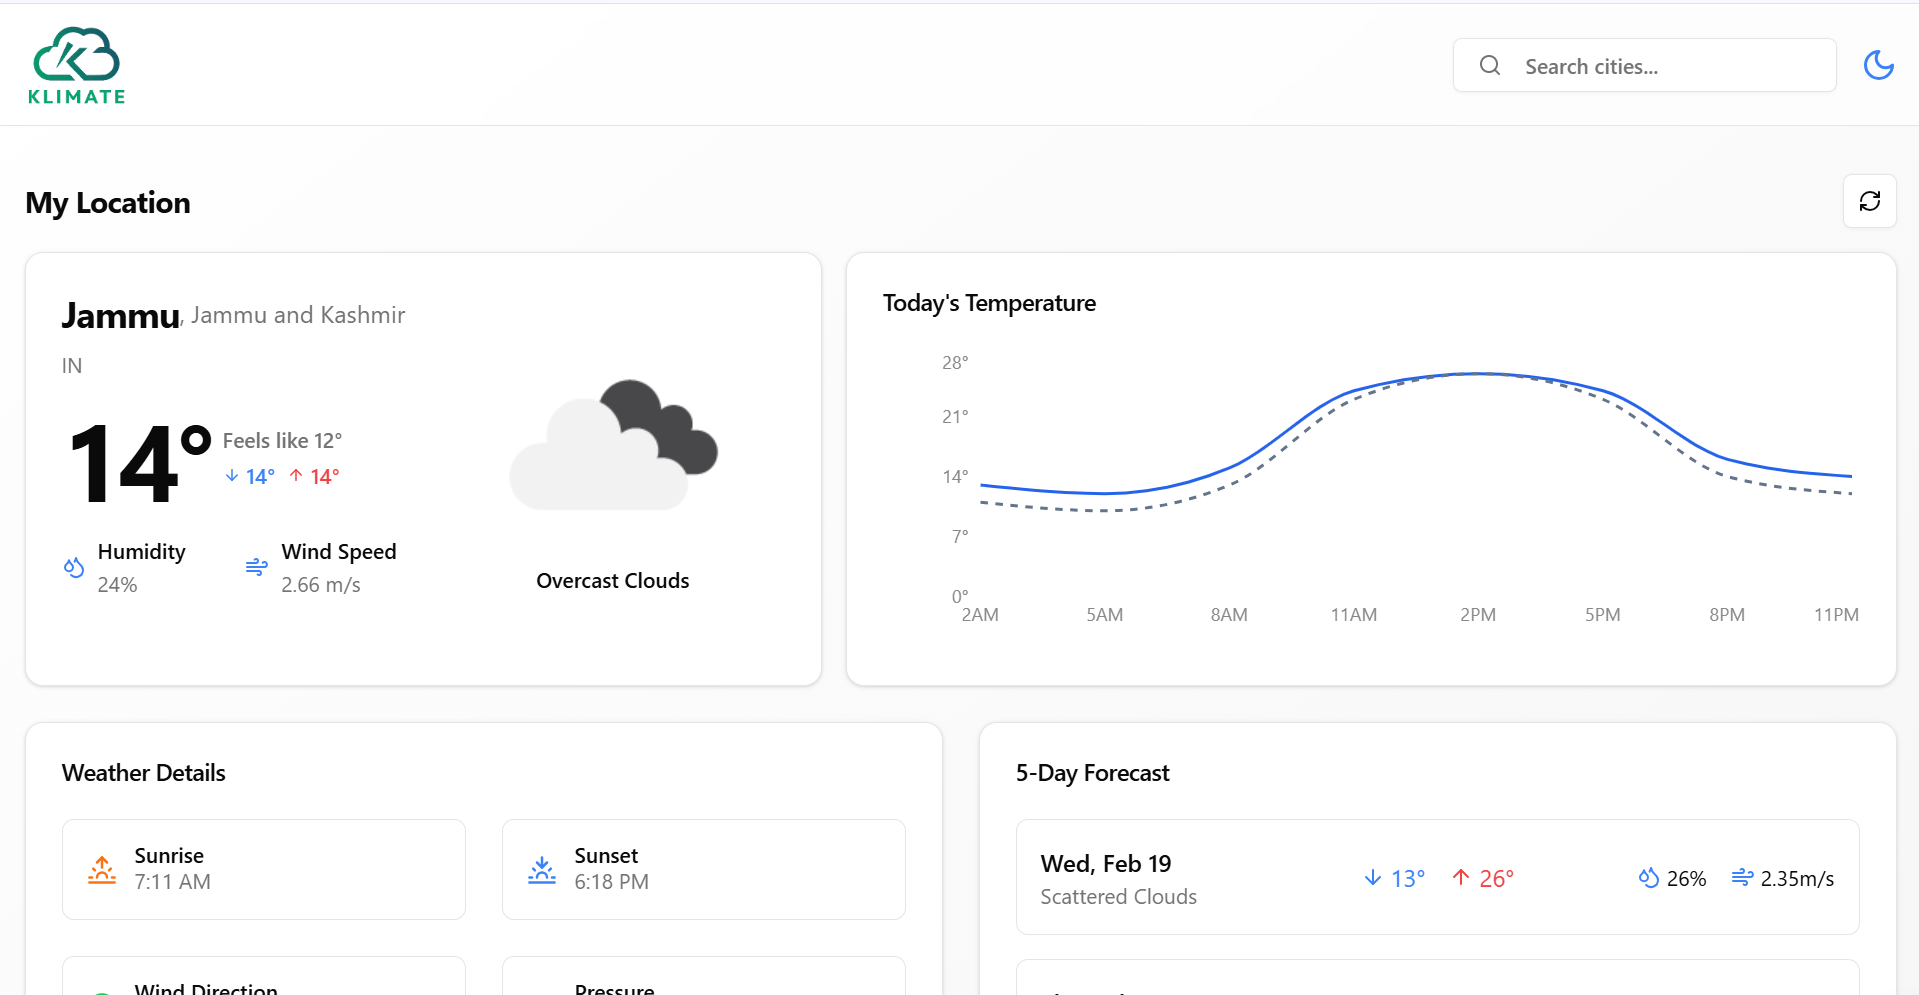 KLIMATE
Search cities...
My Location
Jammu, Jammu and Kashmir
IN
14°
Feels like 12°
↓ 14° ↑ 14°
Humidity
24%
Wind Speed
2.66 m/s
Overcast Clouds
Today's Temperature
28°
21°
14°
7°
0°
2AM 5AM 8AM 11AM 2PM 5PM 8PM 11PM
Weather Details
Sunrise
7:11 AM
Sunset
6:18 PM
Wind Direction
Pressure
5-Day Forecast
Wed, Feb 19
Scattered Clouds
↓ 13° ↑ 26°
26%
2.35m/s